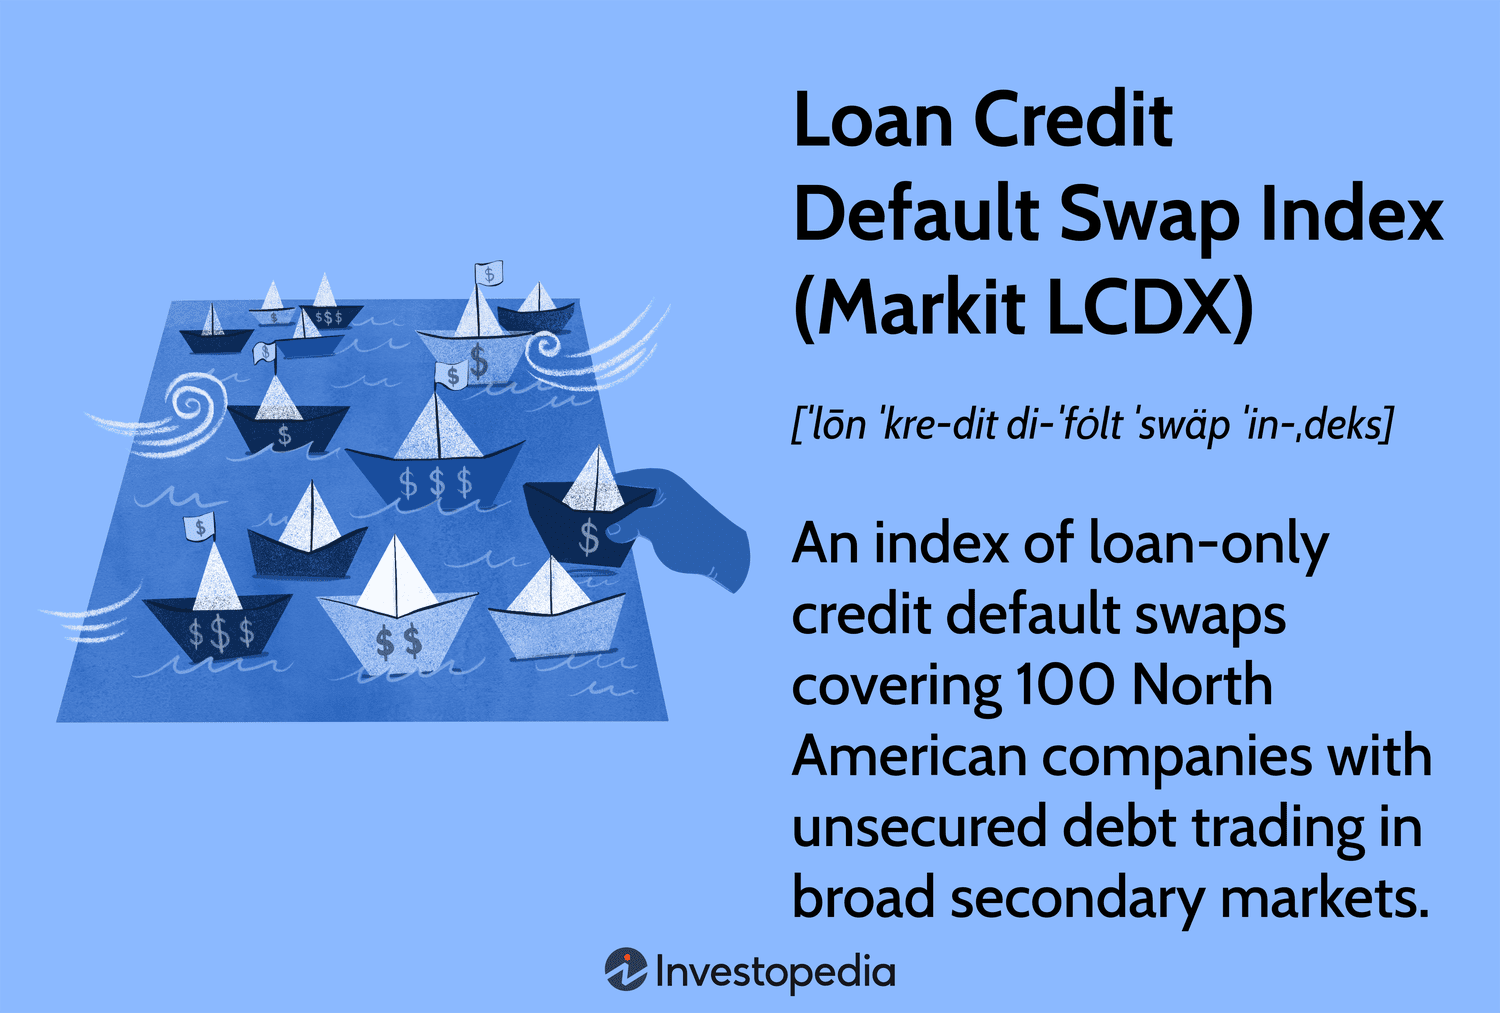 Loan Credit
Default Swap Index
(Markit LCDX)
[ˈlōn ˈkre-dit di-ˈfȯlt ˈswäp ˈin-ˌdeks]
An index of loan-only
credit default swaps
covering 100 North
American companies with
unsecured debt trading in
broad secondary markets.
$
$
$$$
$
$
$
$
$$$
$
$
$$$
$$
Investopedia